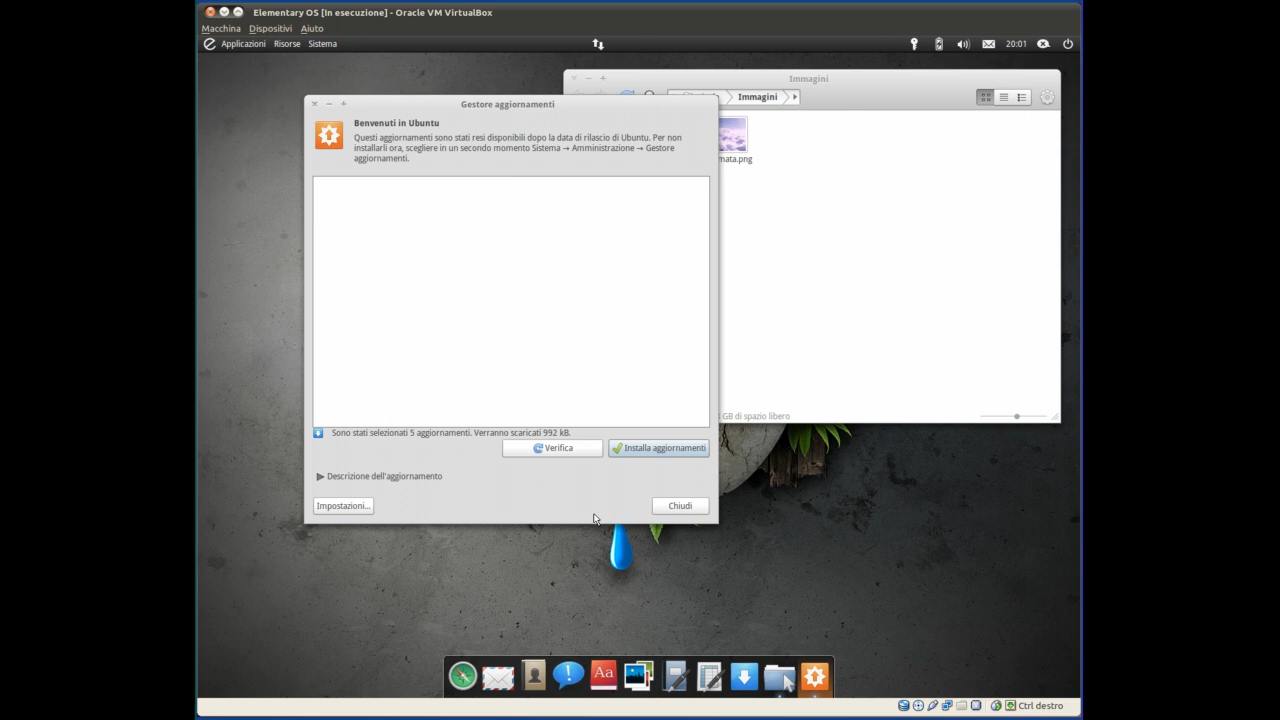 Elementary OS [In esecuzione] - Oracle VM VirtualBox
Macchina Dispositivi Aiuto
Applicazioni Risorse Sistema 20:01
Immagini
Immagini
Gestore aggiornamenti
Benvenuti in Ubuntu
Questi aggiornamenti sono stati resi disponibili dopo la data di rilascio di Ubuntu. Per non
installarli ora, scegliere in un secondo momento Sistema → Amministrazione → Gestore
aggiornamenti.
mata.png
GB di spazio libero
Sono stati selezionati 5 aggiornamenti. Verranno scaricati 992 kB.
Verifica Installa aggiornamenti
Descrizione dell'aggiornamento
Impostazioni... Chiudi
Aa
Ctrl destro